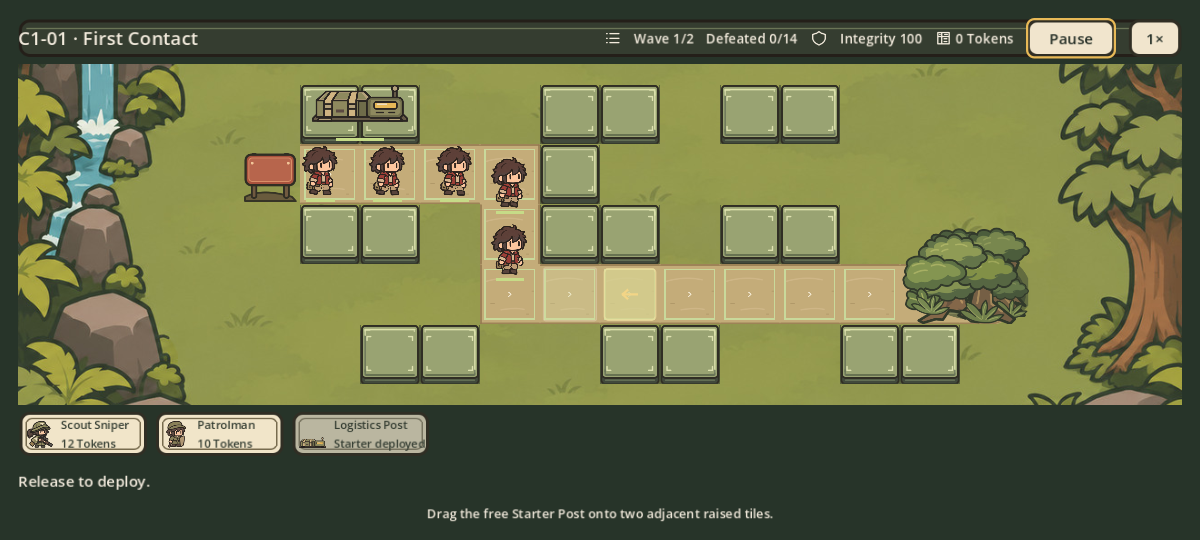 C1-01 · First Contact
Wave 1/2 Defeated 0/14 Integrity 100 0 Tokens Pause 1×
Scout Sniper
12 Tokens
Patrolman
10 Tokens
Logistics Post
Starter deployed
Release to deploy.
Drag the free Starter Post onto two adjacent raised tiles.